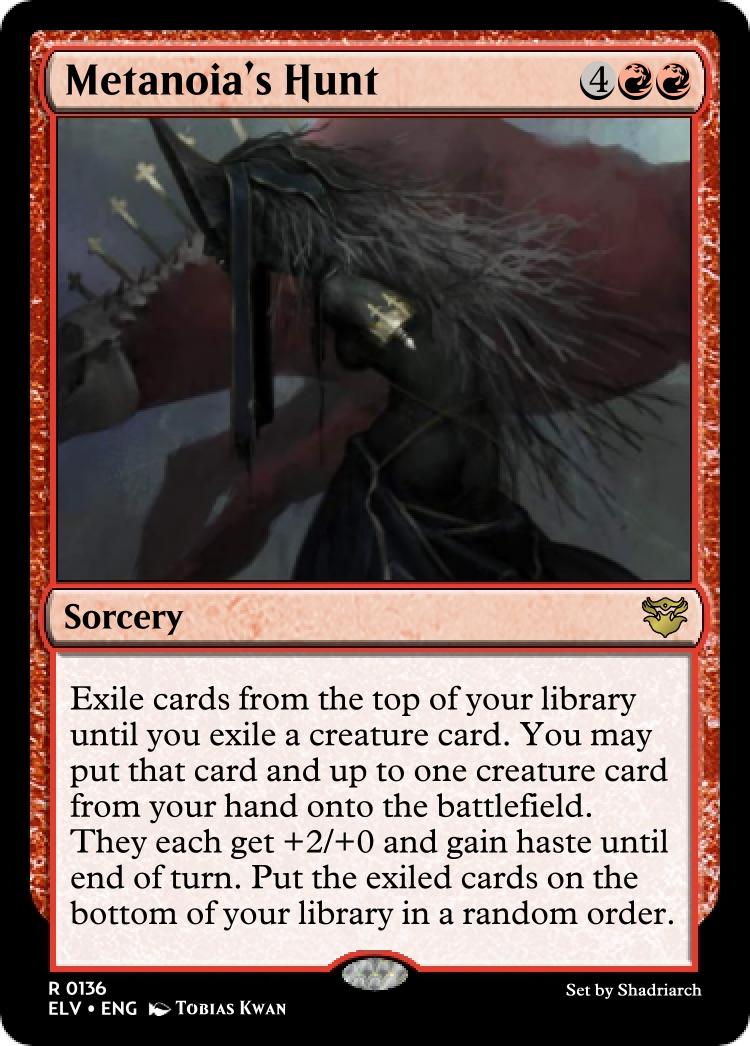 Metanoia's Hunt
4
Sorcery
Exile cards from the top of your library
until you exile a creature card. You may
put that card and up to one creature card
from your hand onto the battlefield.
They each get +2/+0 and gain haste until
end of turn. Put the exiled cards on the
bottom of your library in a random order.
R 0136
Set by Shadriarch
ELV • ENG Tobias Kwan